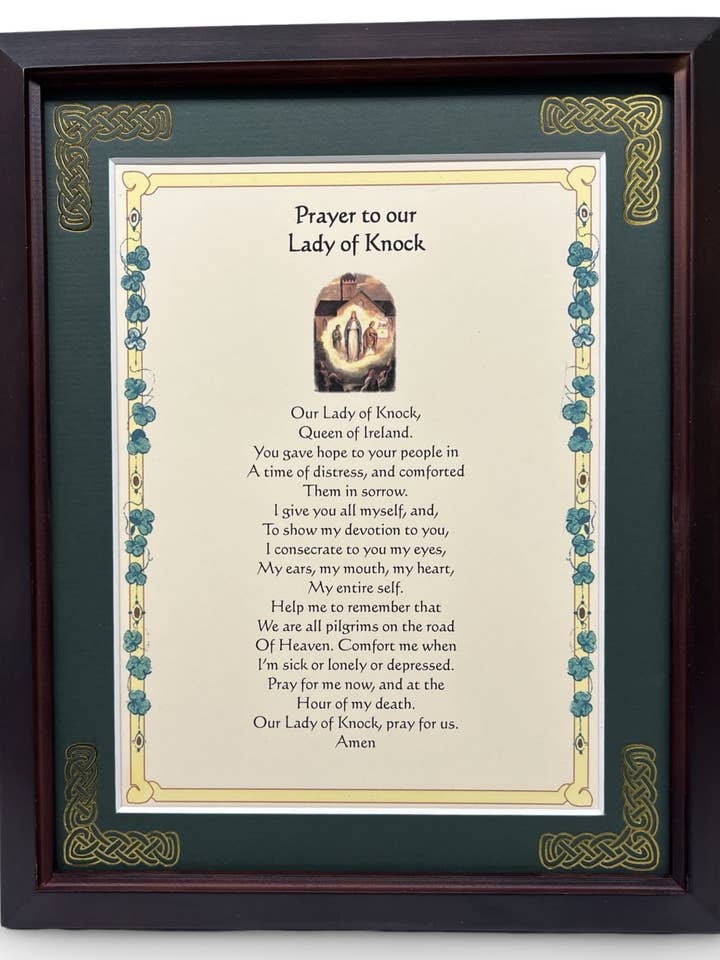 Prayer to our
Lady of Knock
Our Lady of Knock,
Queen of Ireland.
You gave hope to your people in
A time of distress, and comforted
Them in sorrow.
I give you all myself, and,
To show my devotion to you,
I consecrate to you my eyes,
My ears, my mouth, my heart,
My entire self.
Help me to remember that
We are all pilgrims on the road
Of Heaven. Comfort me when
I'm sick or lonely or depressed.
Pray for me now, and at the
Hour of my death.
Our Lady of Knock, pray for us.
Amen